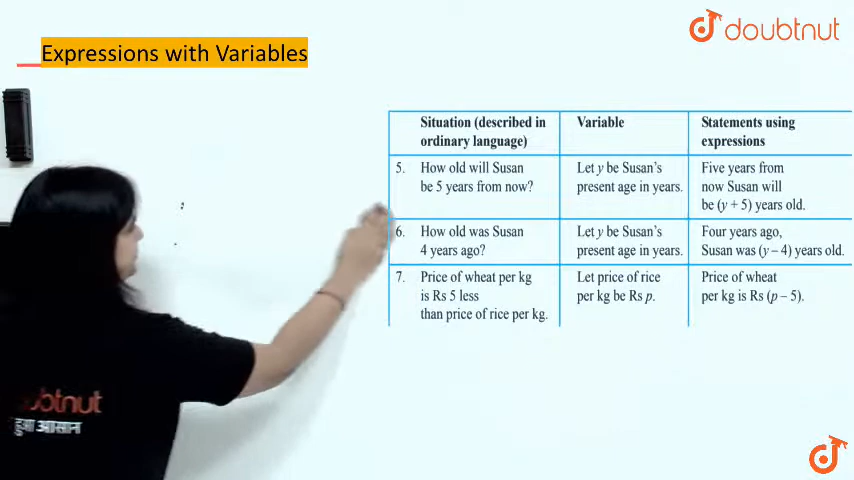 doubtnut
Expressions with Variables
Situation (described in ordinary language) Variable Statements using expressions
5. How old will Susan be 5 years from now? Let y be Susan's present age in years. Five years from now Susan will be (y + 5) years old.
6. How old was Susan 4 years ago? Let y be Susan's present age in years. Four years ago, Susan was (y – 4) years old.
7. Price of wheat per kg is Rs 5 less than price of rice per kg. Let price of rice per kg be Rs p. Price of wheat per kg is Rs (p – 5).
ubtnut
हुआ आसान